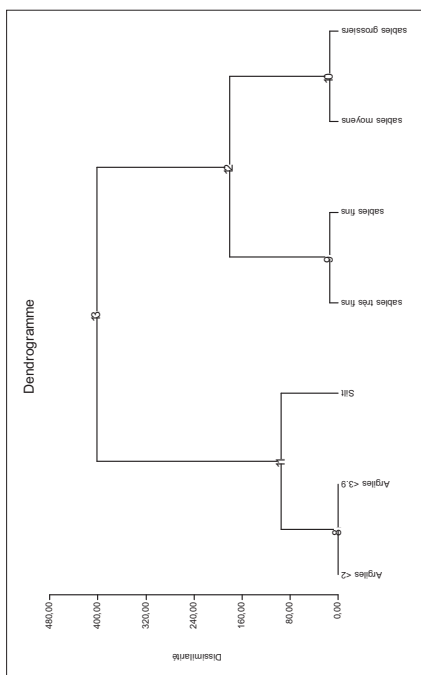 Dendrogramme
480,00
400,00
320,00
240,00
160,00
80,00
0,00
Dissimilarité
13
12
11
10
9
8
Argiles <2
Argiles <3.9
Silt
sables très fins
sables fins
sables moyens
sables grossiers